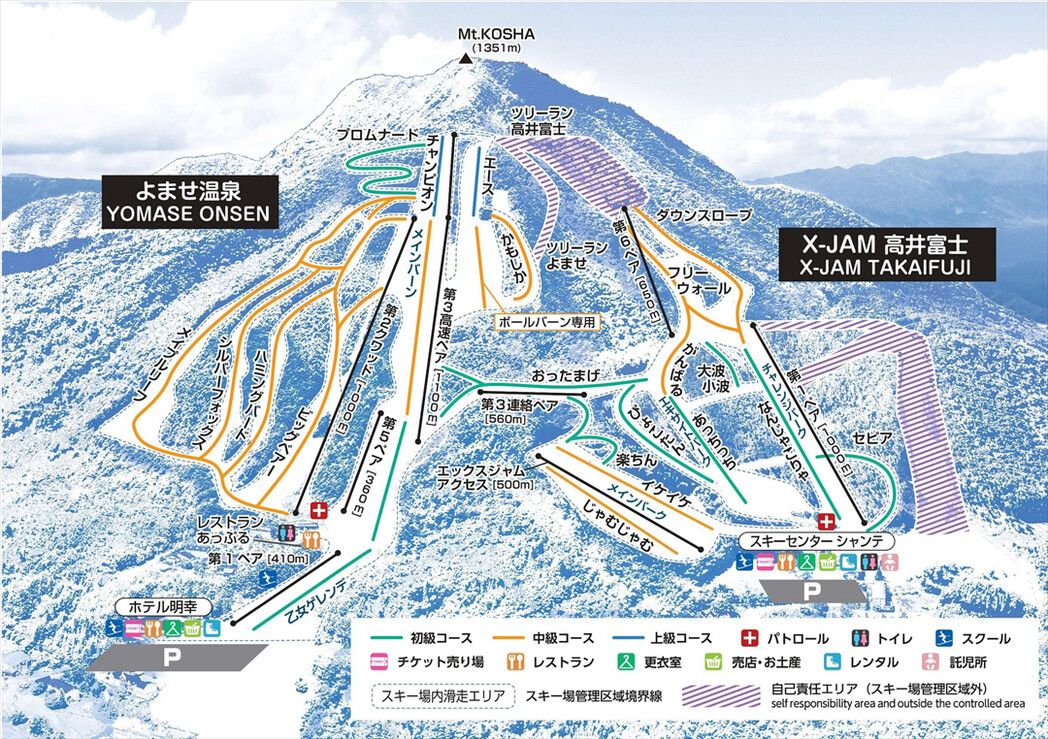 Mt.KOSHA
(1351m)
ツリーラン
高井富士
プロムナード
チャンピオン
エース
よませ温泉
YOMASE ONSEN
ダウンスロープ
X-JAM 高井富士
X-JAM TAKAIFUJI
メインバーン
かもしか
ツリーラン
よませ
第6ペア [650m]
フリー
ウォール
第3高速ペア [1100m]
第2クワッド [1000m]
ポールバーン専用
メイプルリーフ
シルバーフォックス
ハミングバード
ビッグベアー
がんばる
大波
小波
おったまげ
第3連絡ペア
[560m]
チャレンジバーク
なんじゃこりゃ
第1ペア [1000m]
セピア
第5ペア [360m]
ぴょこたん
あっちっち
楽ちん
エックスジャム
アクセス [500m]
イケイケ
メインパーク
じゃむじゃむ
レストラン
あっぷる
第1ペア [410m]
スキーセンター シャンテ
P
ホテル明幸
乙女ゲレンデ
P
初級コース
中級コース
上級コース
パトロール
トイレ
スクール
チケット売り場
レストラン
更衣室
売店・お土産
レンタル
託児所
スキー場内滑走エリア
スキー場管理区域境界線
自己責任エリア（スキー場管理区域外）
self responsibility area and outside the controlled area